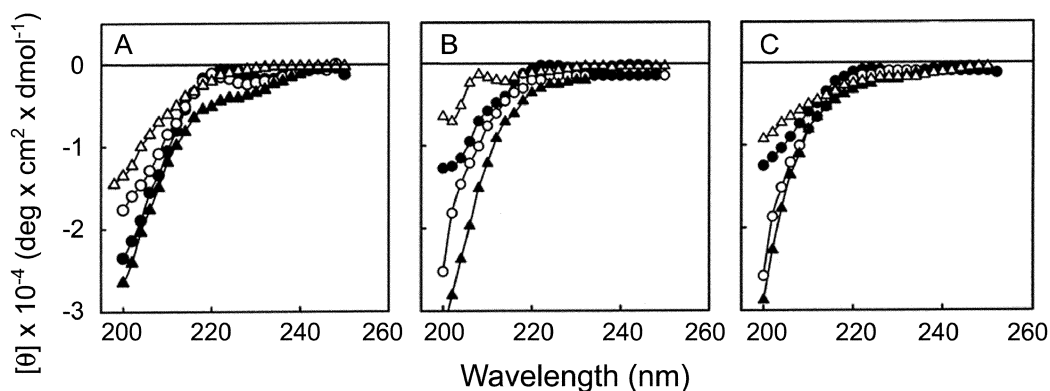 A
B
C
0
-1
-2
-3
[θ] x 10⁻⁴ (deg x cm² x dmol⁻¹)
200 220 240 260 200 220 240 260 200 220 240 260
Wavelength (nm)